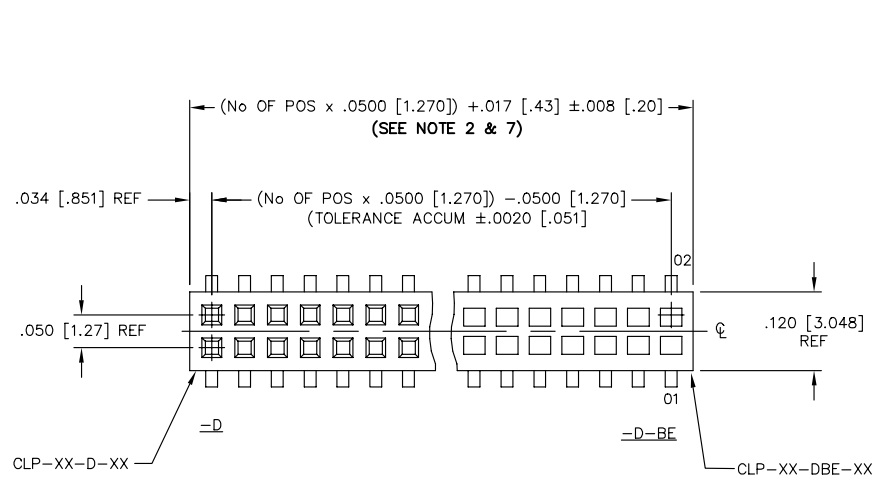 (No OF POS x .0500 [1.270]) +.017 [.43] ±.008 [.20]
(SEE NOTE 2 & 7)
.034 [.851] REF
(No OF POS x .0500 [1.270]) -.0500 [1.270]
(TOLERANCE ACCUM ±.0020 [.051]
02
.050 [1.27] REF
℄
.120 [3.048]
REF
01
-D
-D-BE
CLP-XX-D-XX
CLP-XX-DBE-XX